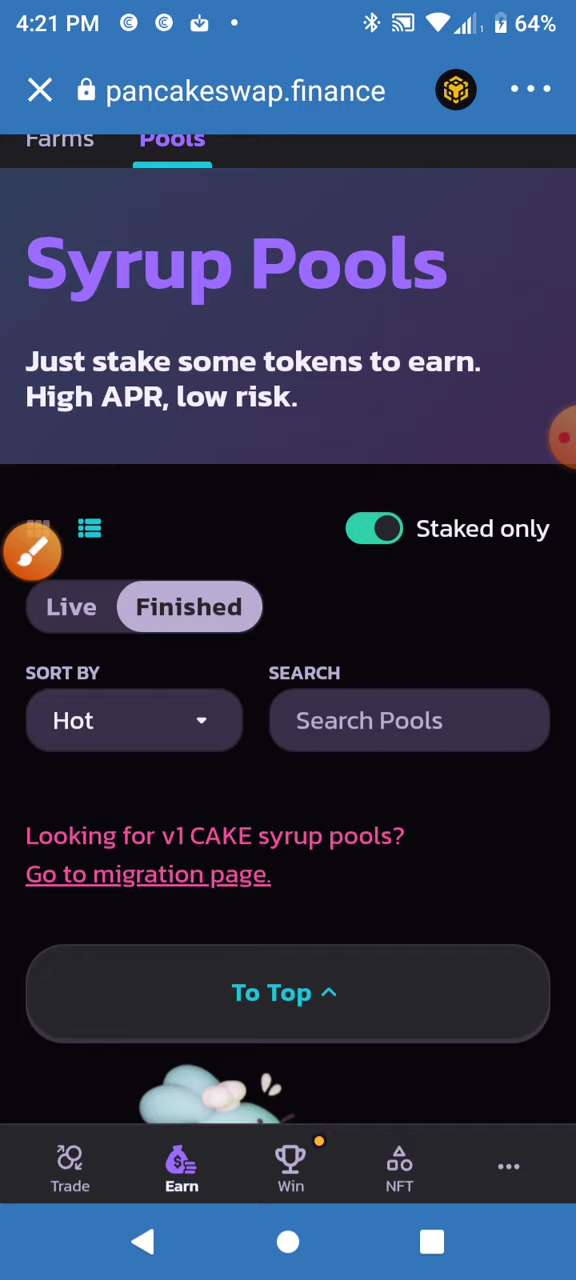 4:21 PM
64%
pancakeswap.finance
Farms Pools
Syrup Pools
Just stake some tokens to earn.
High APR, low risk.
Staked only
Live Finished
SORT BY SEARCH
Hot Search Pools
Looking for v1 CAKE syrup pools?
Go to migration page.
To Top
Trade Earn Win NFT